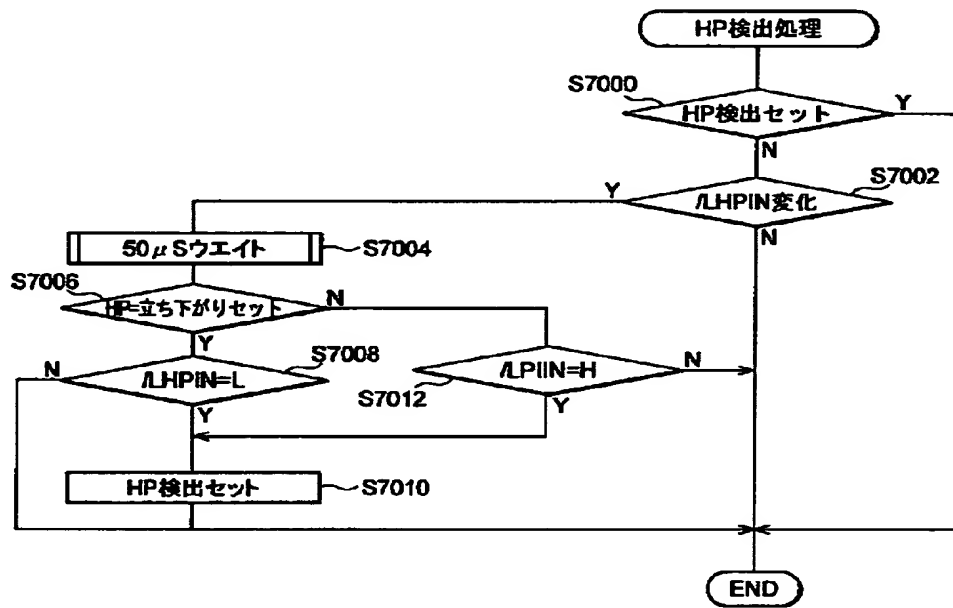 HP検出処理
S7000
HP検出セット
Y
N
S7002
/LHPIN変化
Y
N
50μSウエイト
S7004
S7006
HP=立ち下がりセット
N
Y
S7008
/LHPIN=L
N
Y
S7012
/LPIIN=H
N
Y
HP検出セット
S7010
END